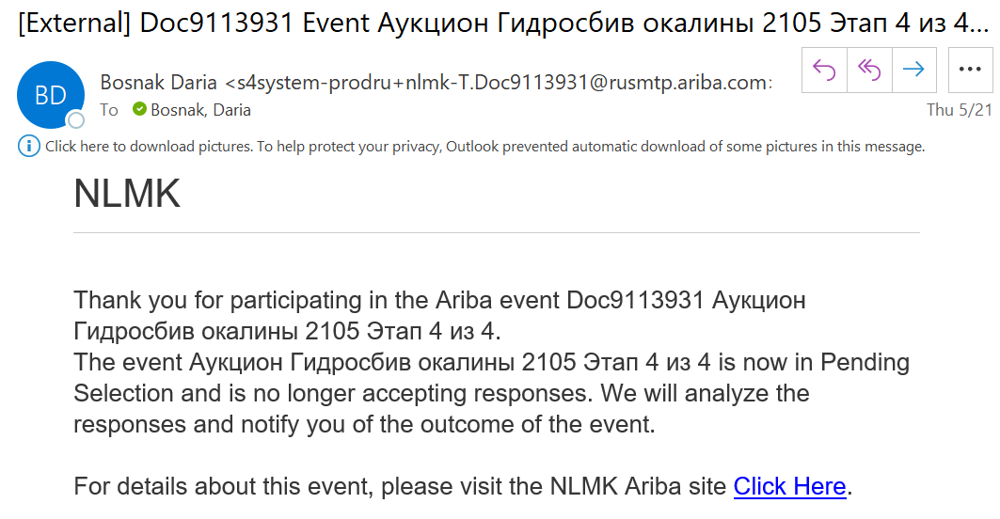 [External] Doc9113931 Event Аукцион Гидросбив окалины 2105 Этап 4 из 4...
BD
Bosnak Daria <s4system-prodru+nlmk-T.Doc9113931@rusmtp.ariba.com:
To Bosnak, Daria
Thu 5/21
Click here to download pictures. To help protect your privacy, Outlook prevented automatic download of some pictures in this message.
NLMK
Thank you for participating in the Ariba event Doc9113931 Аукцион
Гидросбив окалины 2105 Этап 4 из 4.
The event Аукцион Гидросбив окалины 2105 Этап 4 из 4 is now in Pending
Selection and is no longer accepting responses. We will analyze the
responses and notify you of the outcome of the event.
For details about this event, please visit the NLMK Ariba site Click Here.